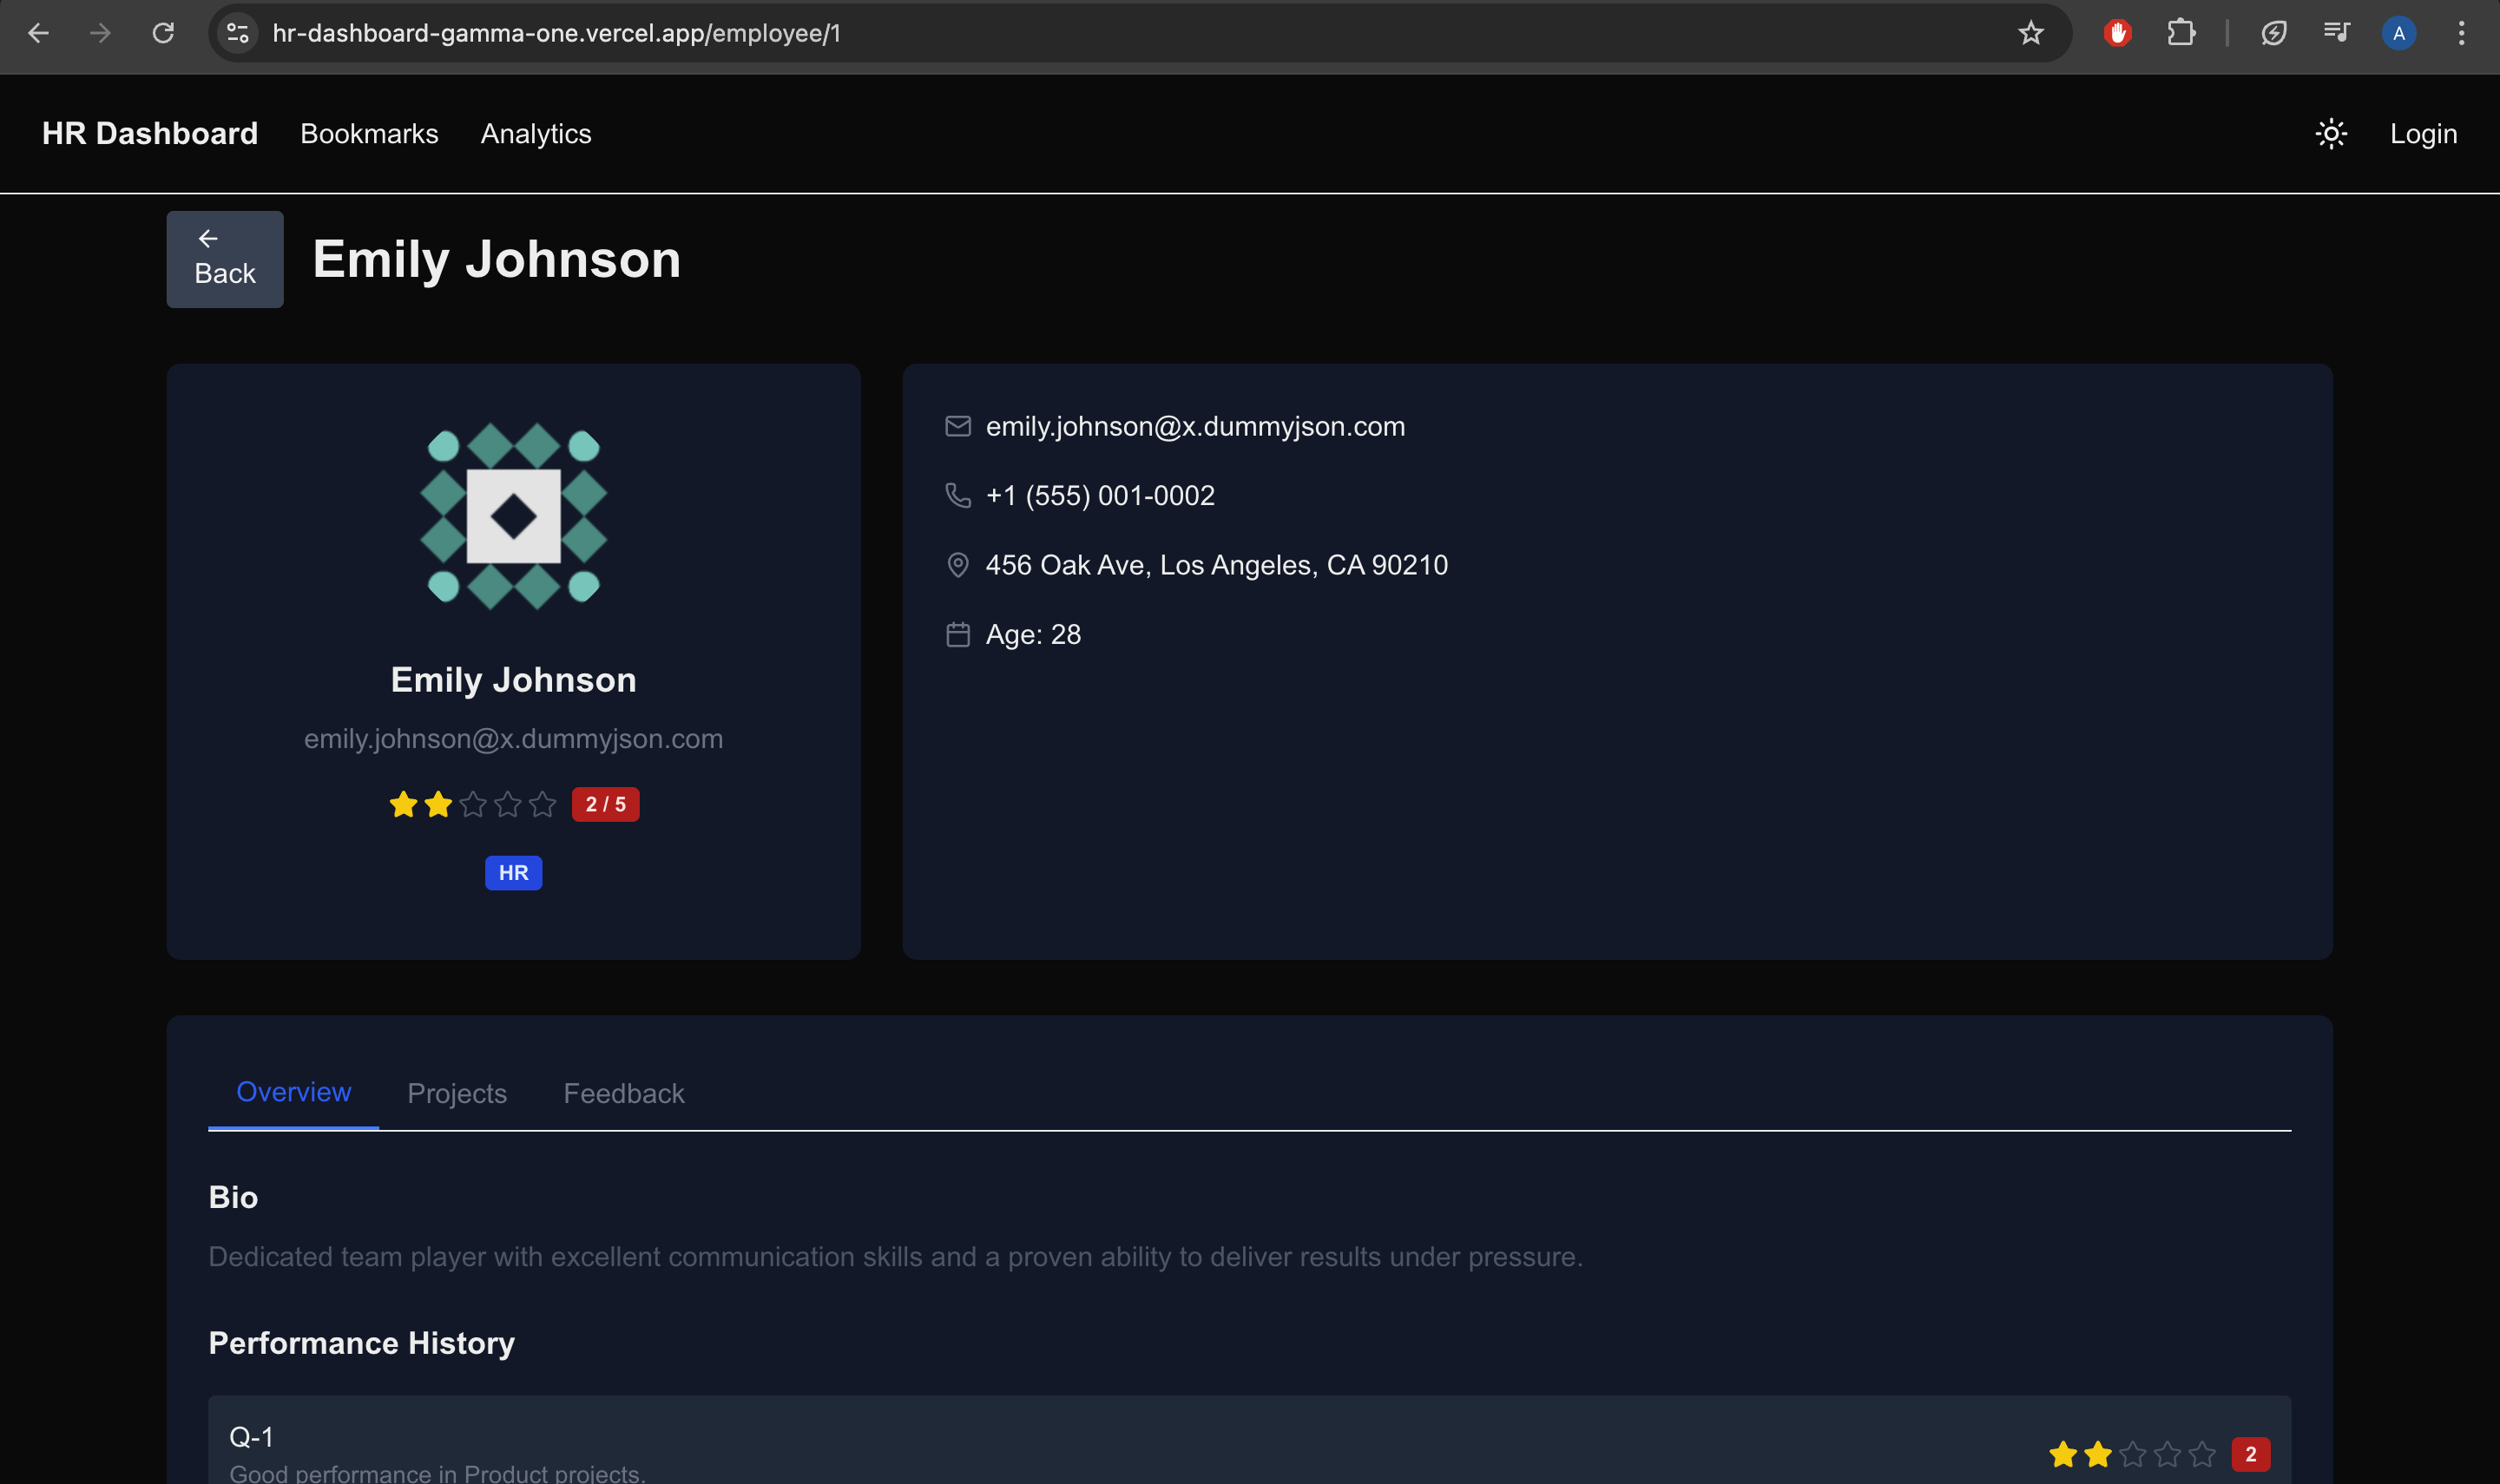 hr-dashboard-gamma-one.vercel.app/employee/1
A
HR Dashboard Bookmarks Analytics Login
Back
Emily Johnson
Emily Johnson
emily.johnson@x.dummyjson.com
2 / 5
HR
emily.johnson@x.dummyjson.com
+1 (555) 001-0002
456 Oak Ave, Los Angeles, CA 90210
Age: 28
Overview Projects Feedback
Bio
Dedicated team player with excellent communication skills and a proven ability to deliver results under pressure.
Performance History
Q-1
2
Good performance in Product projects.